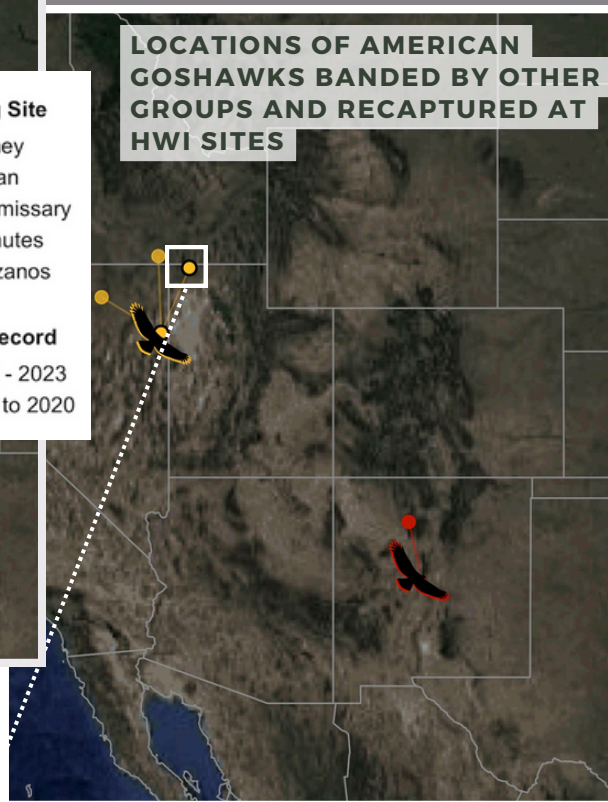 LOCATIONS OF AMERICAN
GOSHAWKS BANDED BY OTHER
GROUPS AND RECAPTURED AT
HWI SITES
Site
ey
an
missary
utes
zanos
ecord
- 2023
to 2020